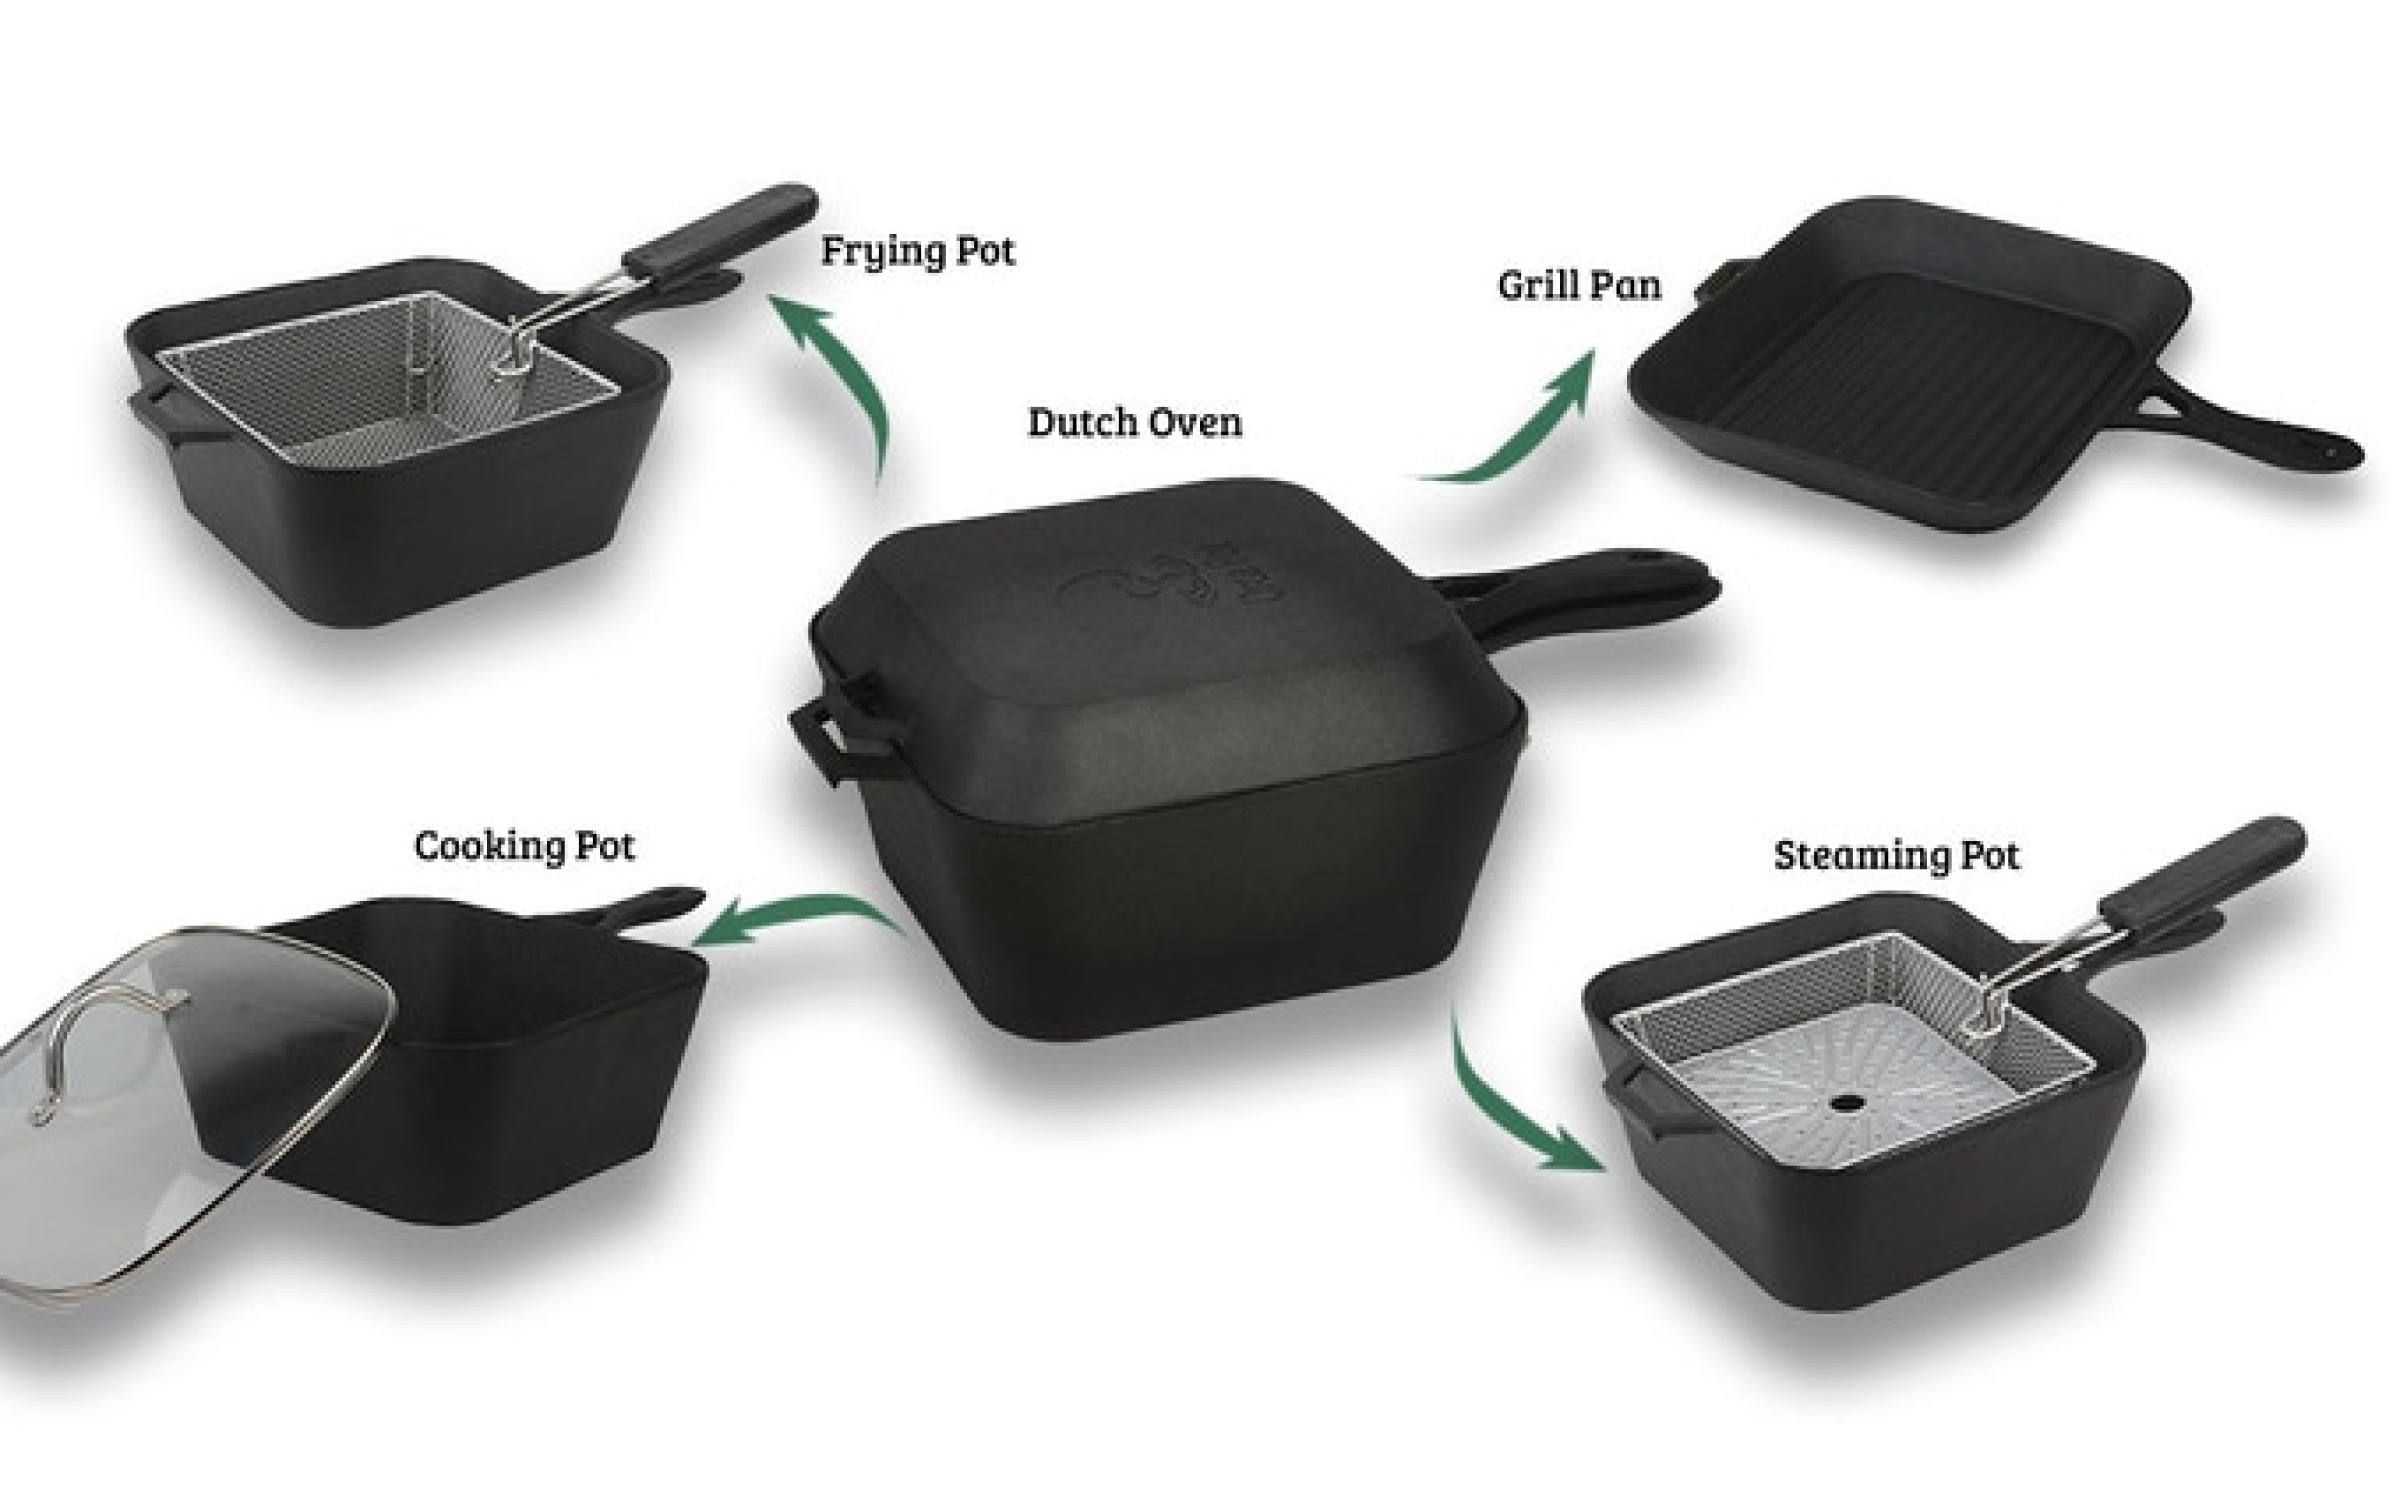 Frying Pot
Grill Pan
Dutch Oven
Cooking Pot
Steaming Pot